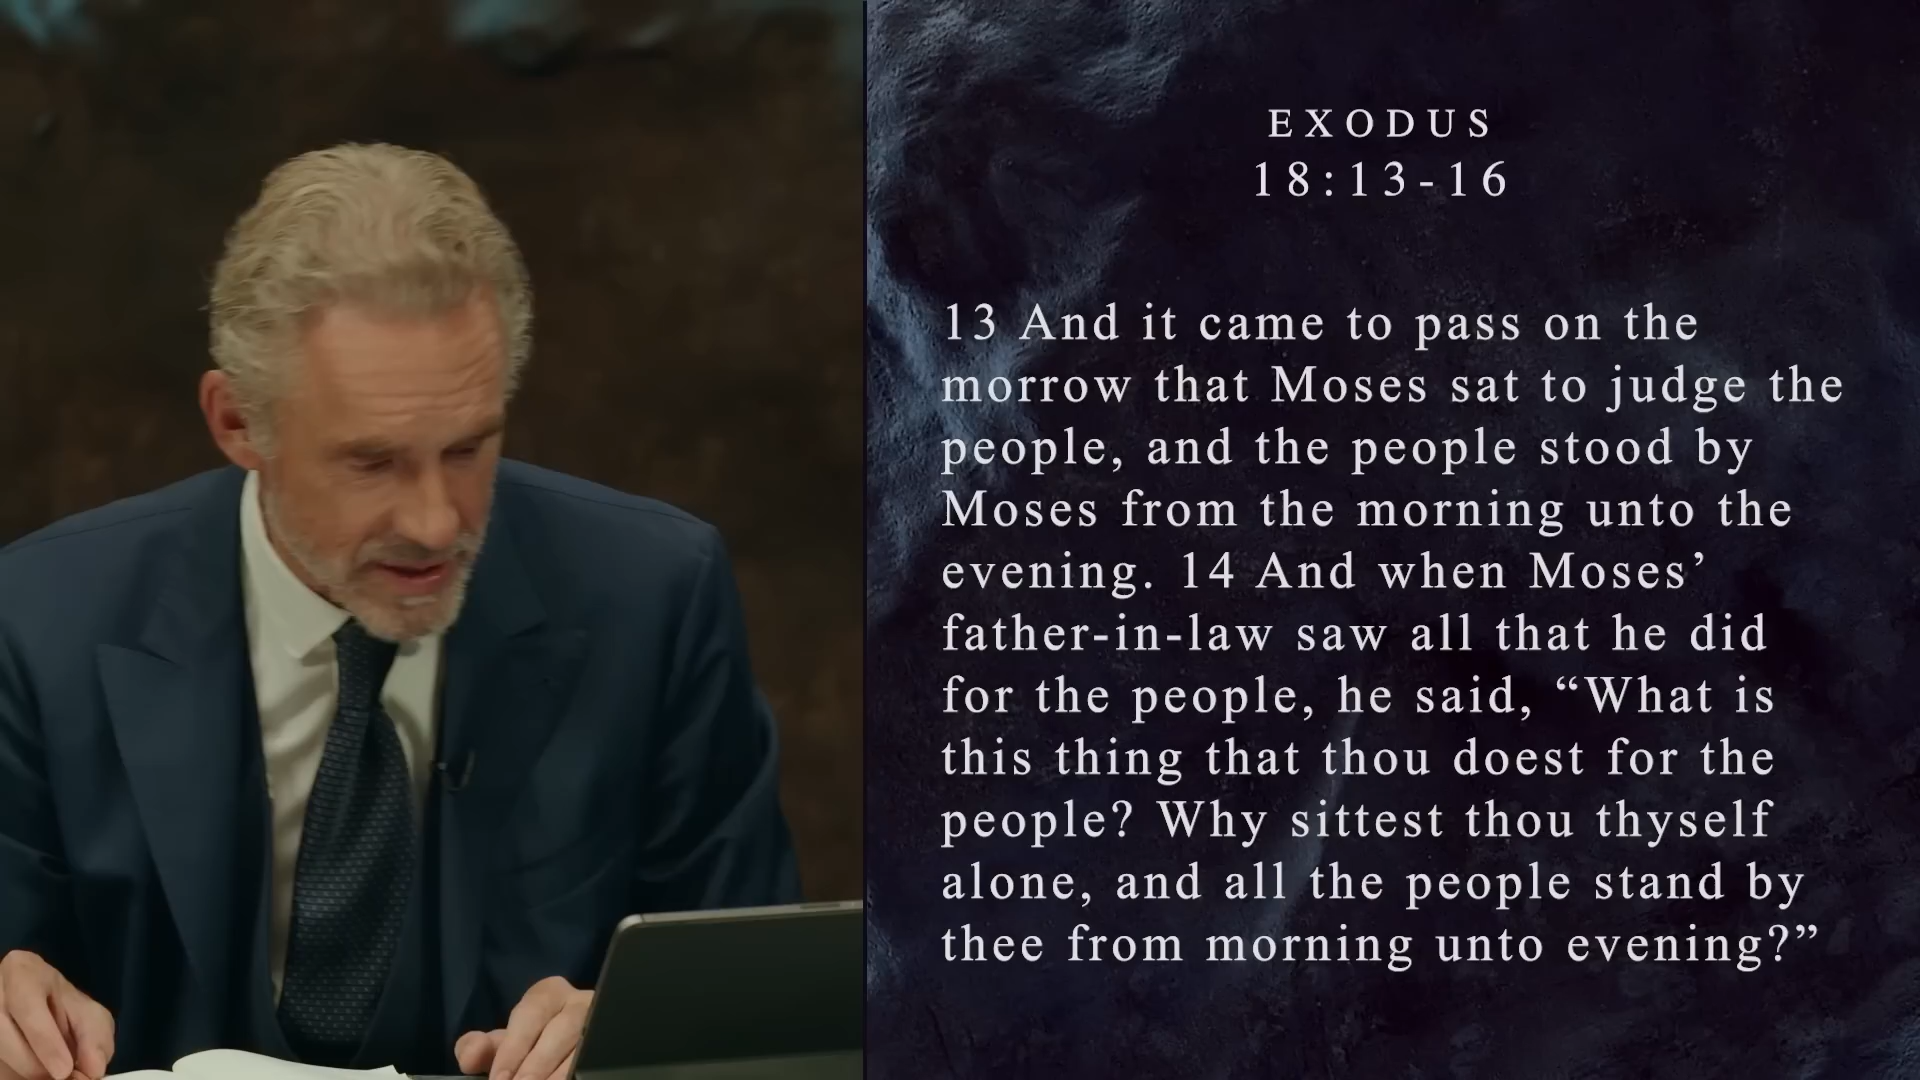 EXODUS
18:13-16
13 And it came to pass on the
morrow that Moses sat to judge the
people, and the people stood by
Moses from the morning unto the
evening. 14 And when Moses’
father-in-law saw all that he did
for the people, he said, “What is
this thing that thou doest for the
people? Why sittest thou thyself
alone, and all the people stand by
thee from morning unto evening?”